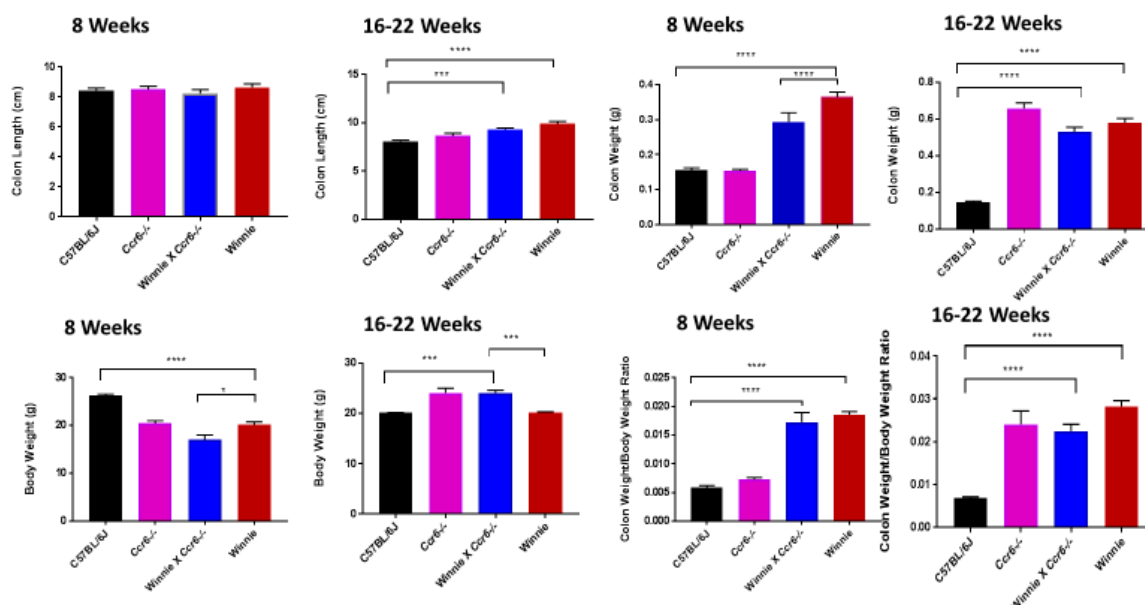 8 Weeks
Colon Length (cm)
10
8
6
4
2
0
C57BL/6J
Ccr6-/-
Winnie X Ccr6-/-
Winnie
16-22 Weeks
****
***
Colon Length (cm)
15
10
5
0
C57BL/6J
Ccr6-/-
Winnie X Ccr6-/-
Winnie
8 Weeks
****
****
Colon Weight (g)
0.4
0.3
0.2
0.1
0.0
C57BL/6J
Ccr6-/-
Winnie X Ccr6-/-
Winnie
16-22 Weeks
****
****
Colon Weight (g)
0.8
0.6
0.4
0.2
0.0
C57BL/6J
Ccr6-/-
Winnie X Ccr6-/-
Winnie
8 Weeks
****
*
Body Weight (g)
30
20
10
0
C57BL/6J
Ccr6-/-
Winnie X Ccr6-/-
Winnie
16-22 Weeks
***
***
Body Weight (g)
30
20
10
0
C57BL/6J
Ccr6-/-
Winnie X Ccr6-/-
Winnie
8 Weeks
****
****
Colon Weight/Body Weight Ratio
0.025
0.020
0.015
0.010
0.005
0.000
C57BL/6J
Ccr6-/-
Winnie X Ccr6-/-
Winnie
16-22 Weeks
****
****
Colon Weight/Body Weight Ratio
0.04
0.03
0.02
0.01
0.00
C57BL/6J
Ccr6-/-
Winnie X Ccr6-/-
Winnie